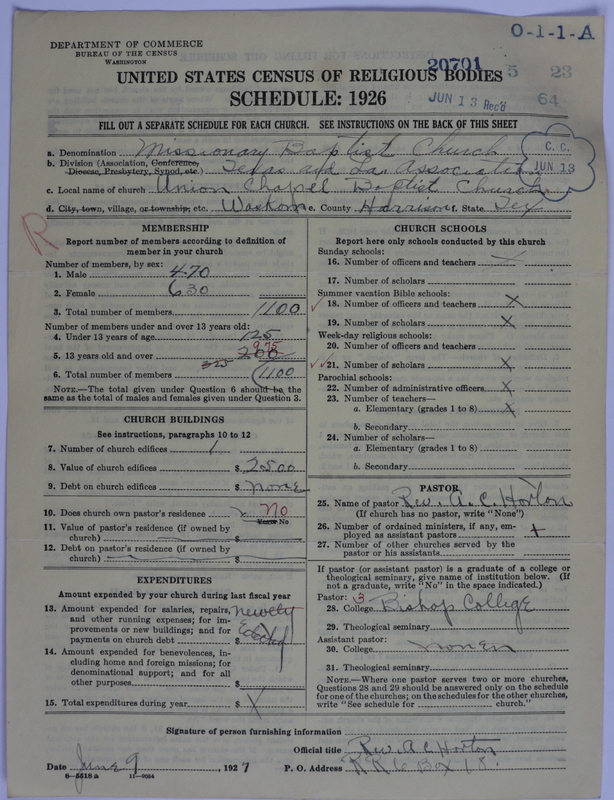 O-1-1-A
DEPARTMENT OF COMMERCE
BUREAU OF THE CENSUS
WASHINGTON
20701
5 23
UNITED STATES CENSUS OF RELIGIOUS BODIES
SCHEDULE: 1926
JUN 13 Rec'd 64
FILL OUT A SEPARATE SCHEDULE FOR EACH CHURCH. SEE INSTRUCTIONS ON THE BACK OF THIS SHEET
C. C.
JUN 13
a. Denomination Missionary Baptist Church
b. Division (Association, Conference, Diocese, Presbytery, Synod, etc.) Texas and La. Association
c. Local name of church Union Chapel Baptist Church
d. City, town, village, or township, etc. Waskom e. County Harrison f. State Tex
R
MEMBERSHIP
Report number of members according to definition of
member in your church
Number of members, by sex:
1. Male 470
2. Female 630
3. Total number of members 1100
Number of members under and over 13 years old:
4. Under 13 years of age 125
975
5. 13 years old and over 200
6. Total number of members 1100
NOTE.—The total given under Question 6 should be the
same as the total of males and females given under Question 3.
CHURCH BUILDINGS
See instructions, paragraphs 10 to 12
7. Number of church edifices 1
8. Value of church edifices $ 2500
9. Debt on church edifices $ none
10. Does church own pastor's residence x No
Yes or No
11. Value of pastor's residence (if owned by
church) $
12. Debt on pastor's residence (if owned by
church) $
EXPENDITURES
Amount expended by your church during last fiscal year
13. Amount expended for salaries, repairs, newly
and other running expenses; for im-
provements or new buildings; and for
payments on church debt $
14. Amount expended for benevolences, in-
cluding home and foreign missions; for
denominational support; and for all
other purposes $
15. Total expenditures during year $ X
CHURCH SCHOOLS
Report here only schools conducted by this church
Sunday schools:
16. Number of officers and teachers
17. Number of scholars
Summer vacation Bible schools:
18. Number of officers and teachers X
19. Number of scholars X
Week-day religious schools:
20. Number of officers and teachers
21. Number of scholars X
Parochial schools:
22. Number of administrative officers X
23. Number of teachers—
a. Elementary (grades 1 to 8) X
b. Secondary
24. Number of scholars—
a. Elementary (grades 1 to 8)
b. Secondary
PASTOR
25. Name of pastor Rev. A. C. Horton
(If church has no pastor, write "None")
26. Number of ordained ministers, if any, em-
ployed as assistant pastors +
27. Number of other churches served by the
pastor or his assistants
If pastor (or assistant pastor) is a graduate of a college or
theological seminary, give name of institution below. (If
not a graduate, write "No" in the space indicated.)
Pastor: 3
28. College Bishop College
29. Theological seminary
Assistant pastor:
30. College
31. Theological seminary
NOTE.—Where one pastor serves two or more churches,
Questions 28 and 29 should be answered only on the schedule
for one of the churches; on the schedules for the other churches,
write "See schedule for church."
Signature of person furnishing information
Official title Rev. A C Horton
Date June 9, 1927 P. O. Address Box 18.
8-5515 a 11-9024